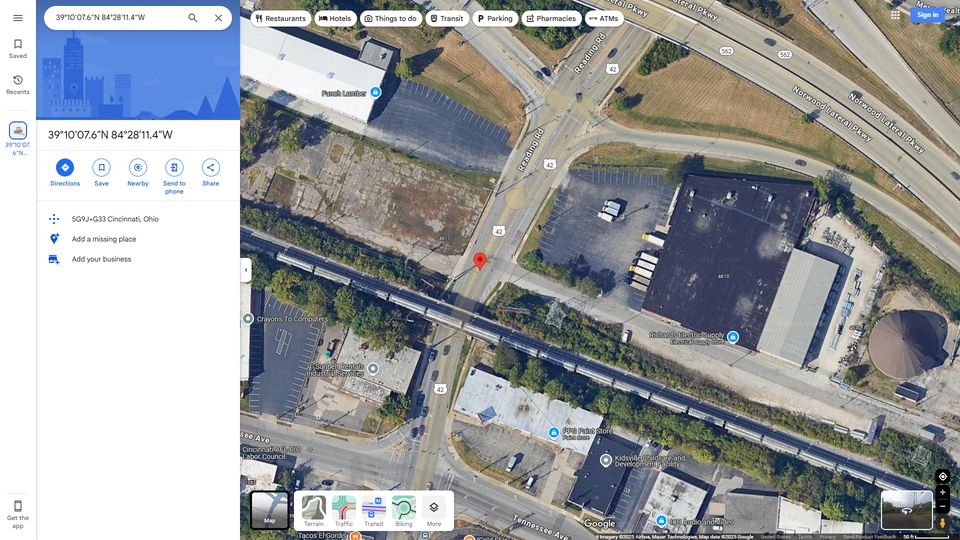 39°10'07.6"N 84°28'11.4"W
Restaurants
Hotels
Things to do
Transit
Parking
Pharmacies
ATMs
Sign in
Saved
Recents
39°10'07.
6"N...
39°10'07.6"N 84°28'11.4"W
Directions
Save
Nearby
Send to
phone
Share
5G9J+G33 Cincinnati, Ohio
Add a missing place
Add your business
Get the
app
Reading Rd
42
562
562
Norwood Lateral Pkwy
Norwood Lateral Pkwy
Funch Lumber
Reading Rd
42
42
4610
Crayons To Computers
Sunbelt Rentals
Industrial Services
Richards Electric Supply
Electrical supply store
42
PPG Paint Store
Paint store
Kidsville Childcare and
Development Facility
see Ave
Cincinnati AFL-CIO
Labor Council
Tennessee Ave
Tacos El Gordo
Map
Terrain
Traffic
Transit
Biking
More
Google
Imagery ©2025 Airbus, Maxar Technologies, Map data ©2025 Google
United States
Terms
Privacy
Send Product Feedback
50 ft